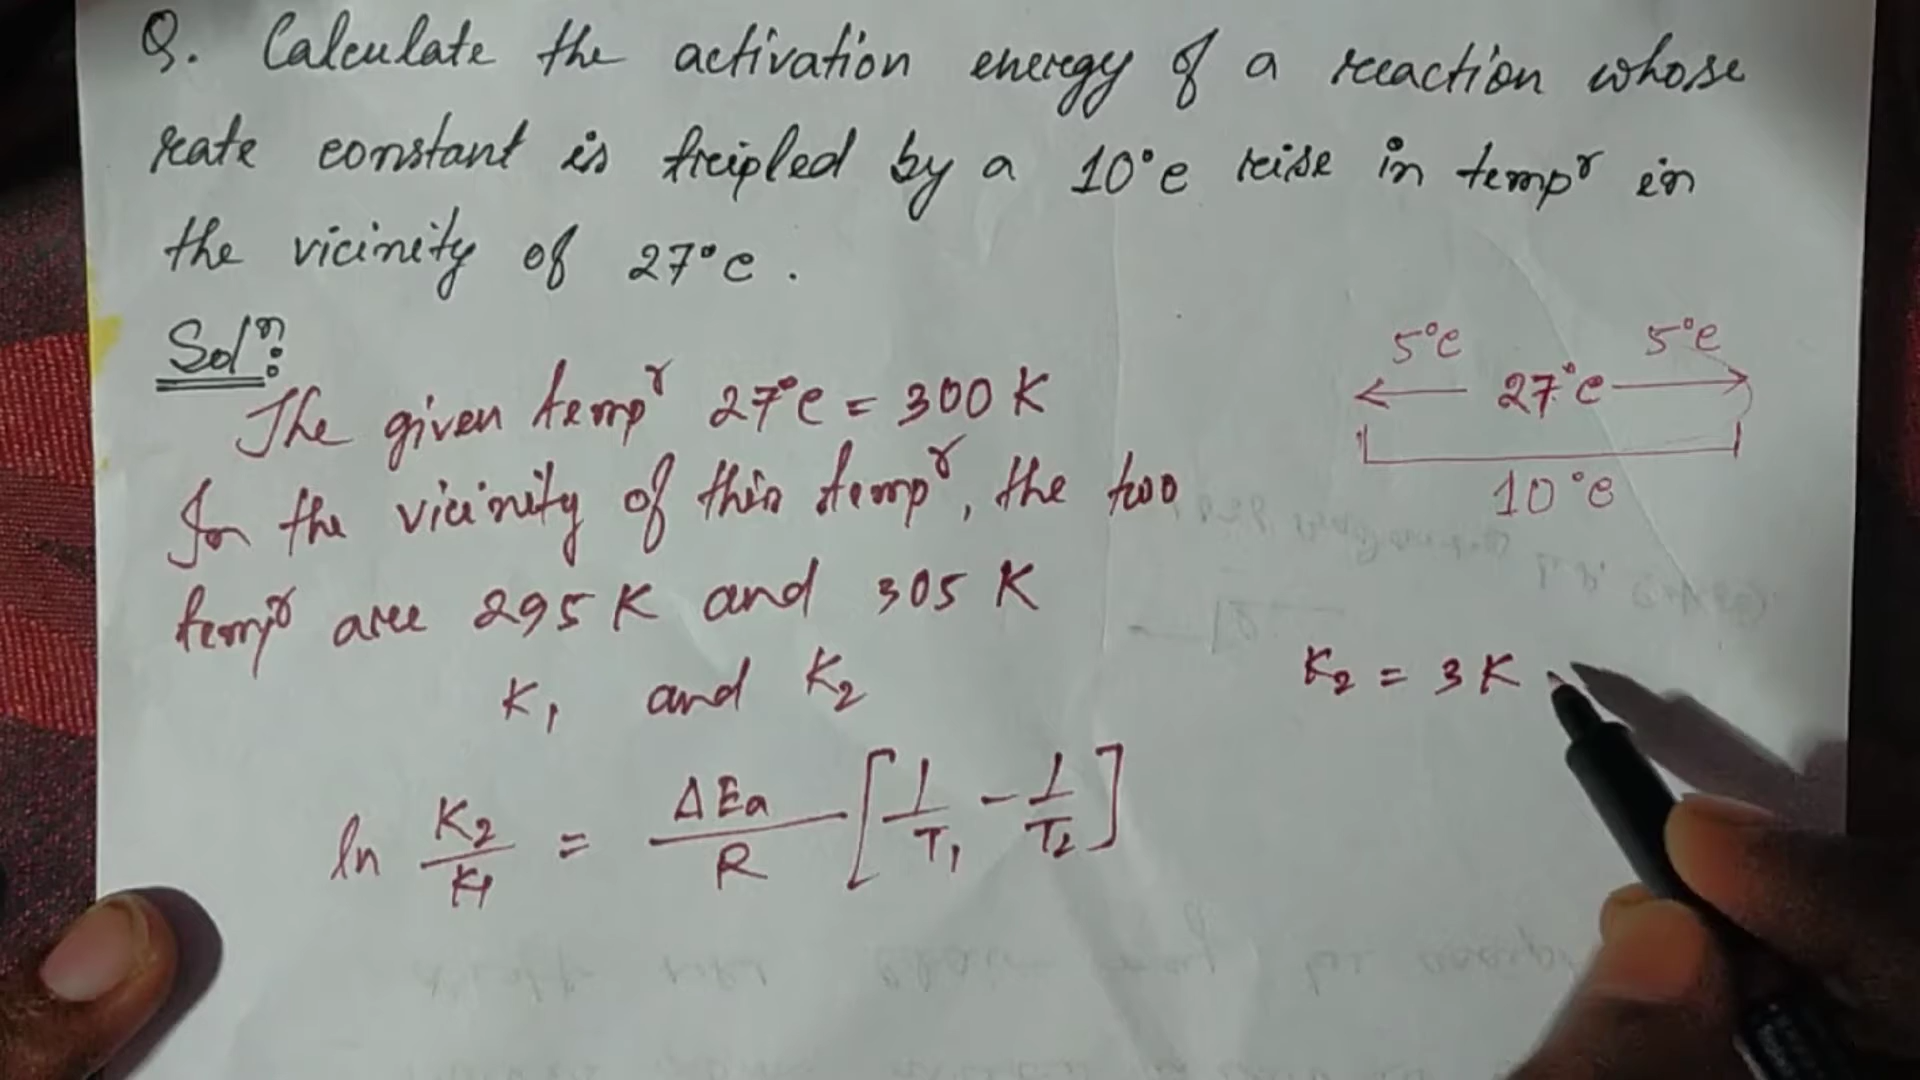 Q. Calculate the activation energy of a reaction whose
rate constant is tripled by a 10°c rise in tempr in
the vicinity of 27°c.
Soln:
The given tempr 27°c = 300 K
In the vicinity of this tempr, the two
tempr are 295 K and 305 K
K1 and K2
ln K2/K1 = ΔEa/R [1/T1 - 1/T2]
5°c 5°c
27°c
10°c
K2 = 3K